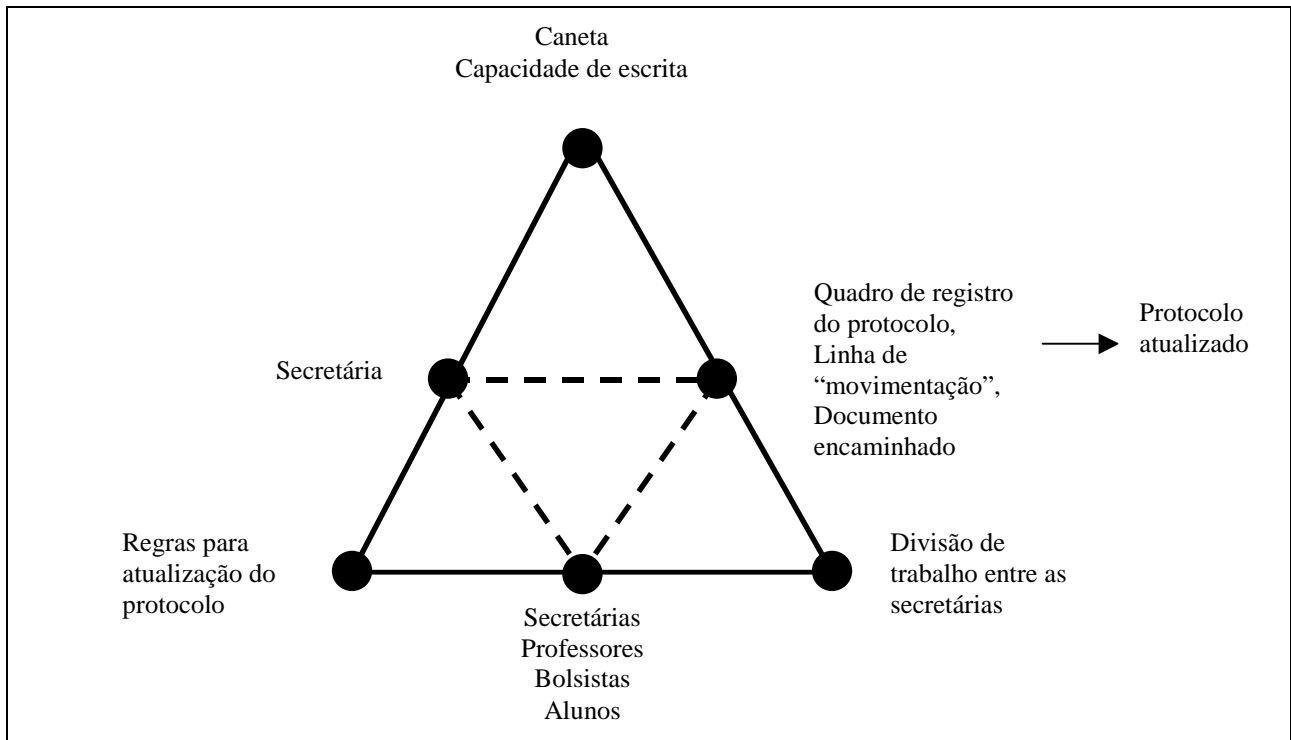 Caneta
Capacidade de escrita
Quadro de registro
do protocolo,
Linha de
“movimentação”,
Documento
encaminhado
Protocolo
atualizado
Secretária
Regras para
atualização do
protocolo
Secretárias
Professores
Bolsistas
Alunos
Divisão de
trabalho entre as
secretárias